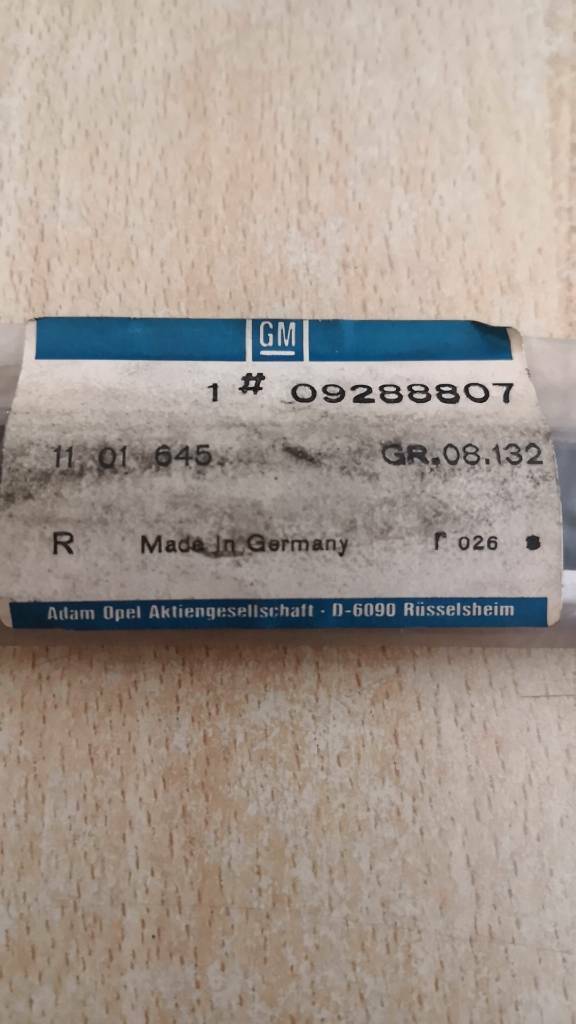 GM
1 # 09288807
11 01 645. GR.08.132
R Made in Germany r 026
Adam Opel Aktiengesellschaft · D-6090 Rüsselsheim